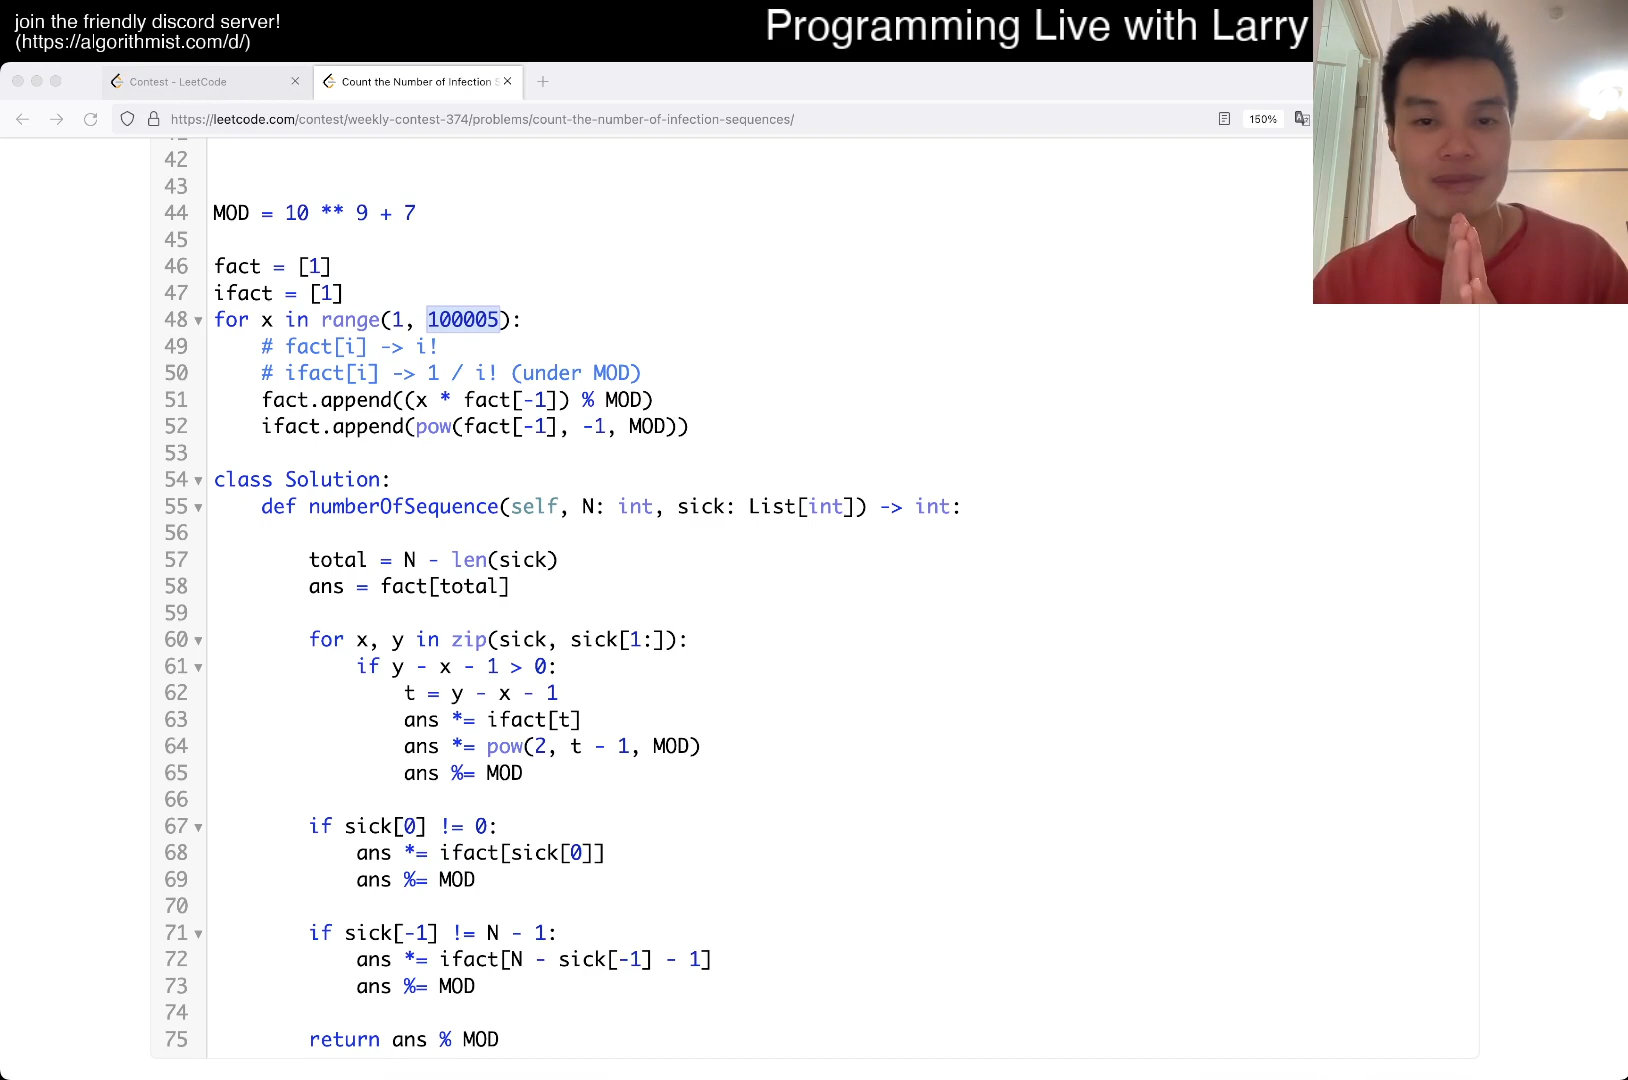 join the friendly discord server!
(https://algorithmist.com/d/)
Programming Live with Larry
Contest - LeetCode
Count the Number of Infection S
https://leetcode.com/contest/weekly-contest-374/problems/count-the-number-of-infection-sequences/
150%
42
43
44 MOD = 10 ** 9 + 7
45
46 fact = [1]
47 ifact = [1]
48 for x in range(1, 100005):
49 # fact[i] -> i!
50 # ifact[i] -> 1 / i! (under MOD)
51 fact.append((x * fact[-1]) % MOD)
52 ifact.append(pow(fact[-1], -1, MOD))
53
54 class Solution:
55 def numberOfSequence(self, N: int, sick: List[int]) -> int:
56
57 total = N - len(sick)
58 ans = fact[total]
59
60 for x, y in zip(sick, sick[1:]):
61 if y - x - 1 > 0:
62 t = y - x - 1
63 ans *= ifact[t]
64 ans *= pow(2, t - 1, MOD)
65 ans %= MOD
66
67 if sick[0] != 0:
68 ans *= ifact[sick[0]]
69 ans %= MOD
70
71 if sick[-1] != N - 1:
72 ans *= ifact[N - sick[-1] - 1]
73 ans %= MOD
74
75 return ans % MOD